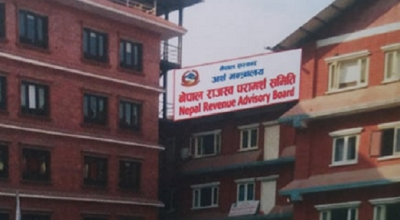 नेपाल सरकार
अर्थ मन्त्रालय
नेपाल राजस्व परामर्श समिति
Nepal Revenue Advisory Board